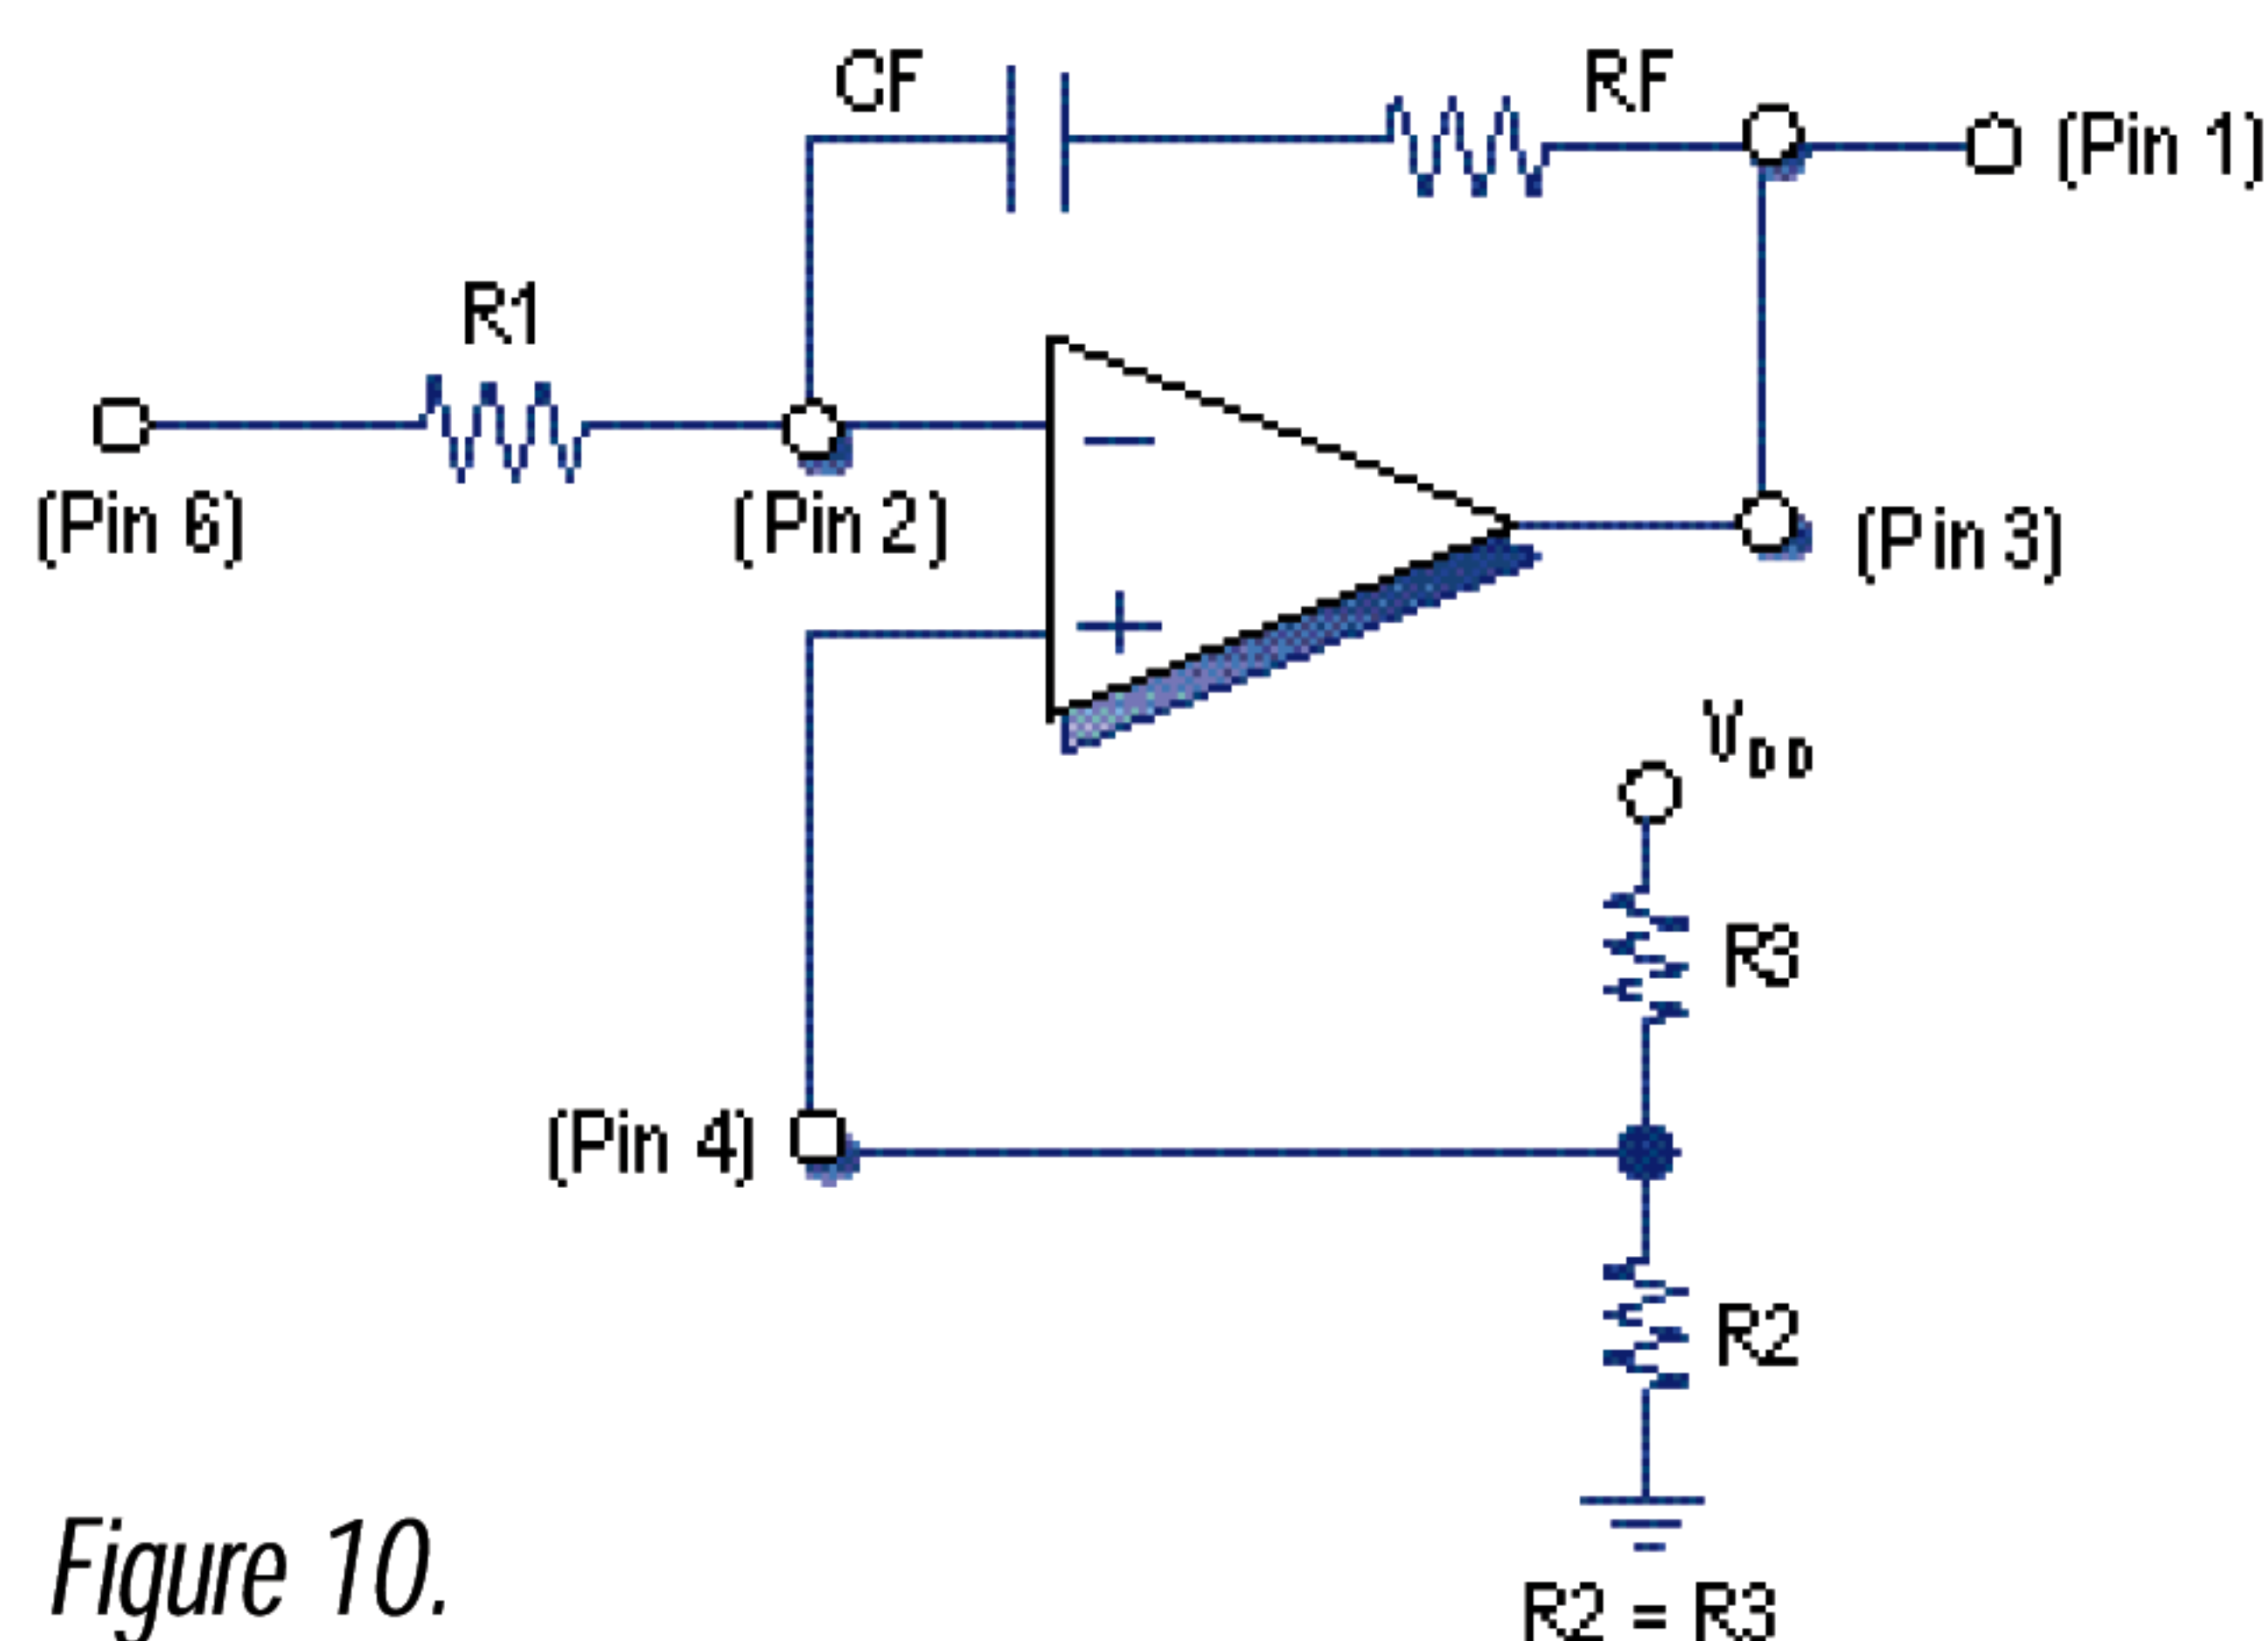 CF
RF
(Pin 1)
R1
(Pin 6)
(Pin 2)
−
(Pin 3)
+
VDD
R3
(Pin 4)
R2
R2 = R3
Figure 10.